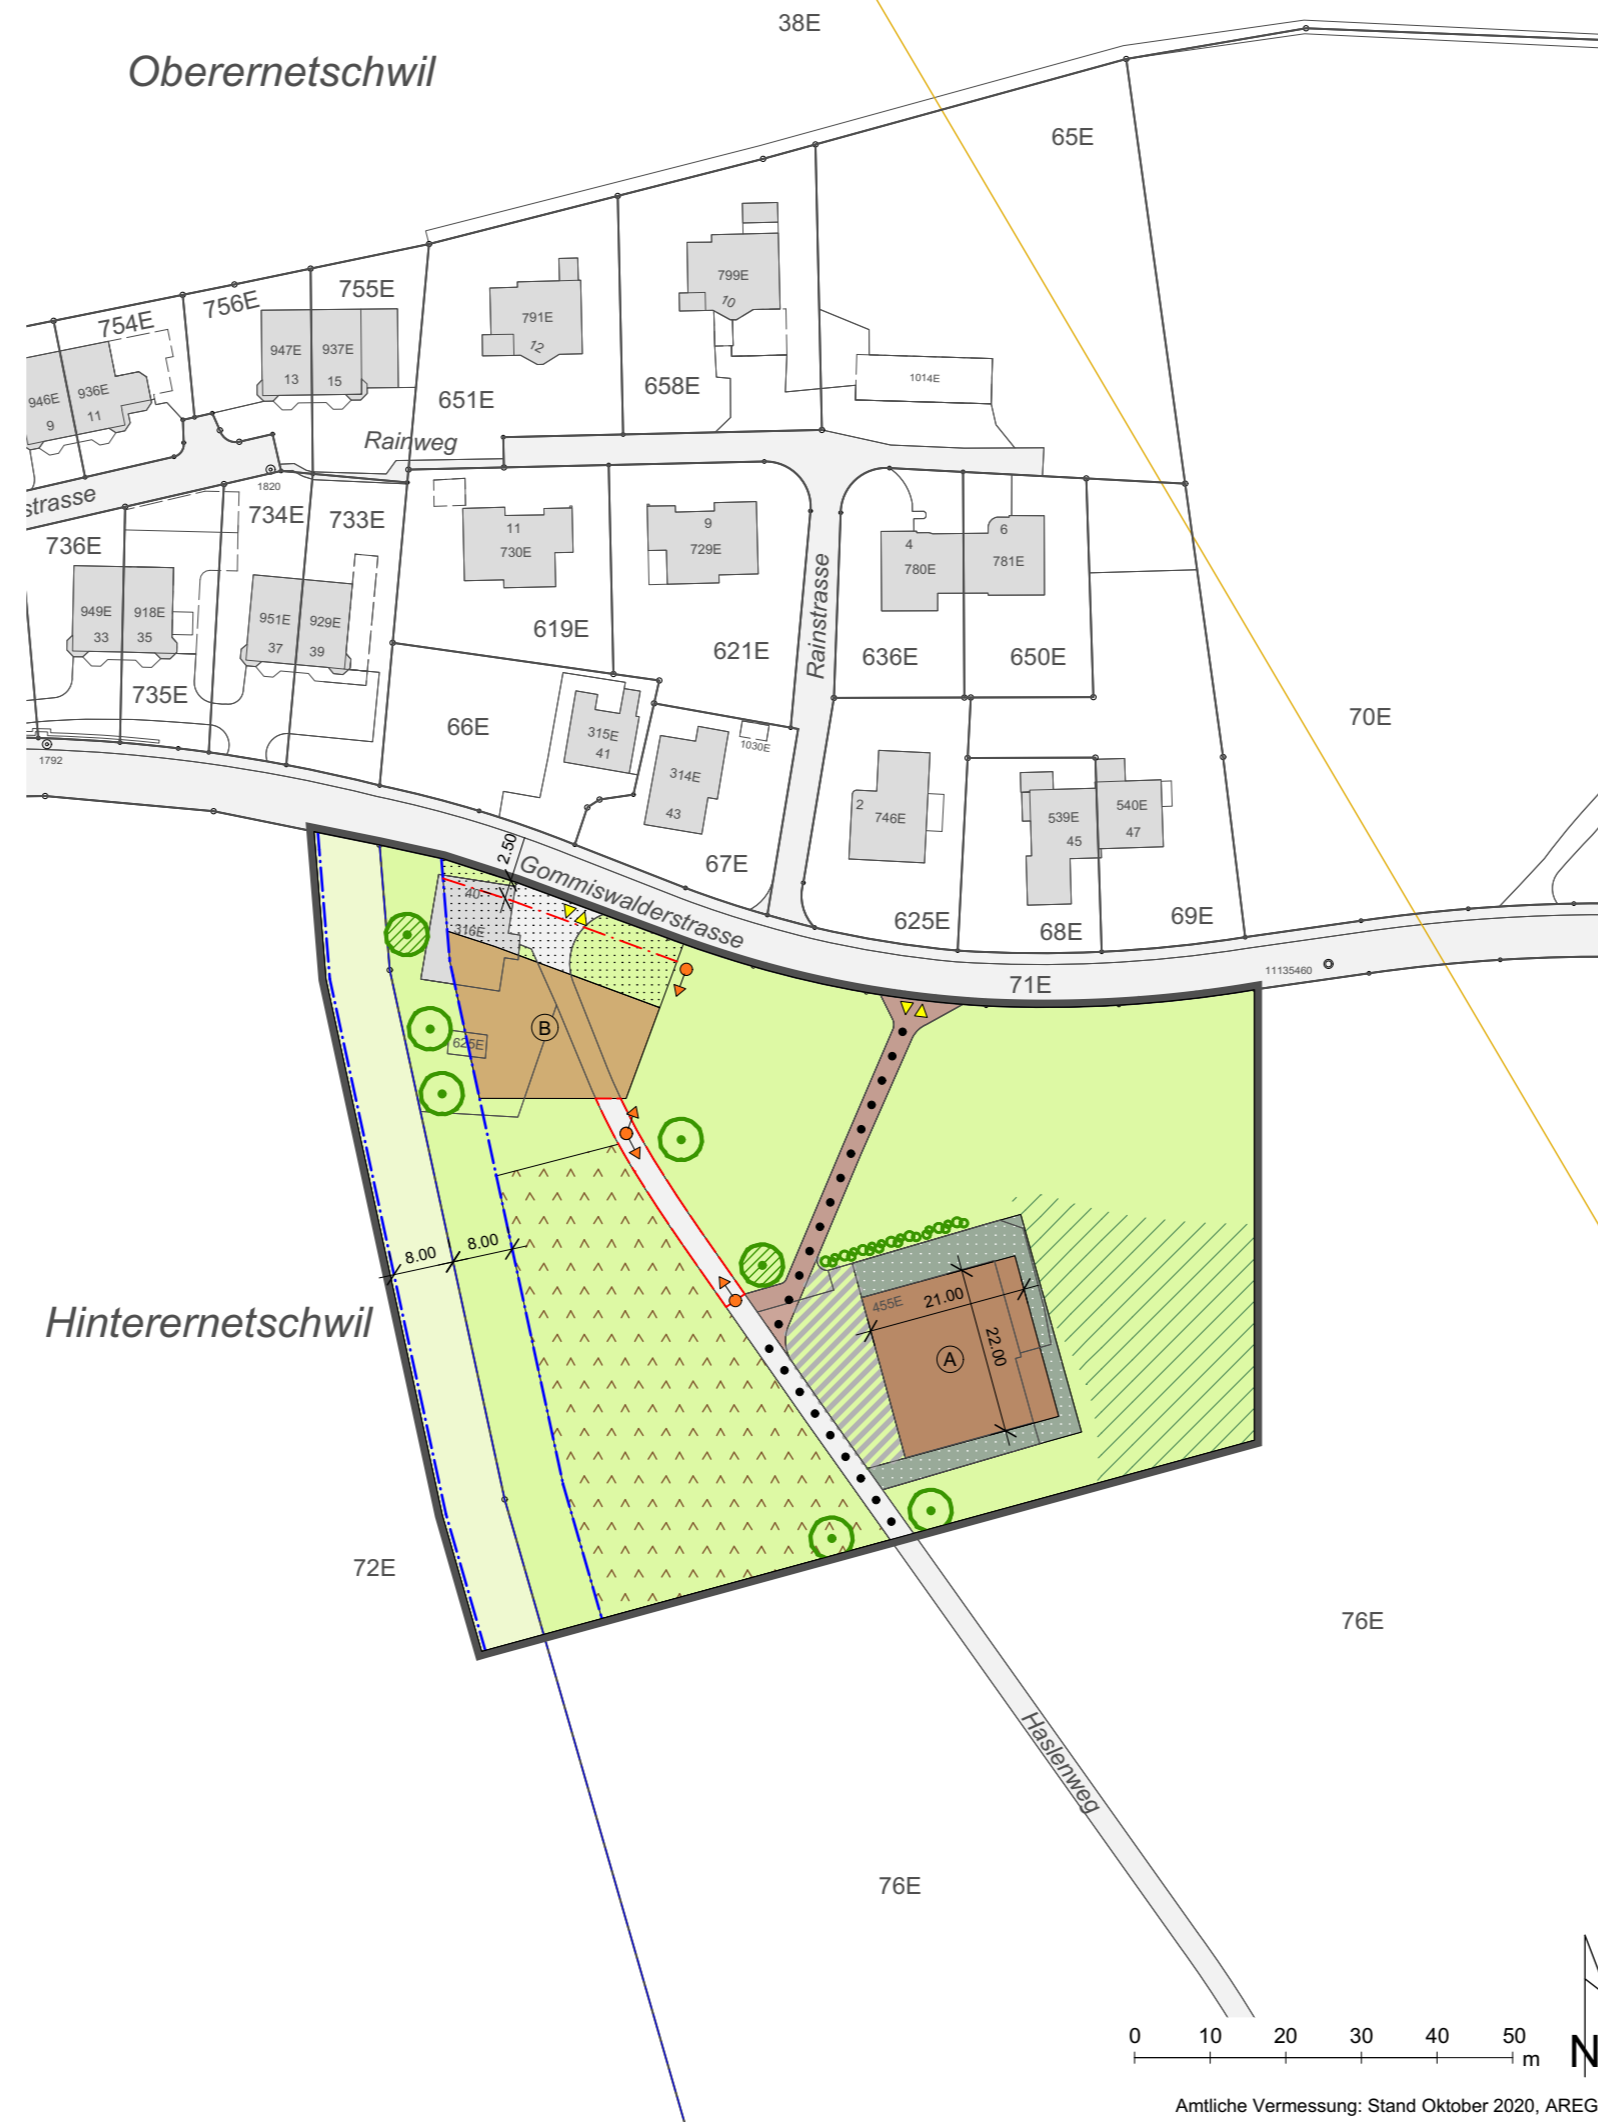 38E
Oberernetschwil
65E
799E
10
755E
756E
754E
791E
12
947E
937E
13
15
946E
936E
9
11
1014E
651E
658E
Rainweg
strasse
1820
734E
733E
736E
11
730E
9
729E
4
780E
6
781E
Rainstrasse
949E
918E
33
35
951E
929E
37
39
619E
621E
636E
650E
735E
66E
315E
41
1030E
314E
43
70E
1792
2
746E
539E
45
540E
47
67E
2.50
Gommiswalderstrasse
625E
68E
69E
40
316E
11135460
71E
B
625E
8.00
8.00
Hinterernetschwil
455E
21.00
22.00
A
72E
76E
Haslenweg
76E
0 10 20 30 40 50
m
N
Amtliche Vermessung: Stand Oktober 2020, AREG